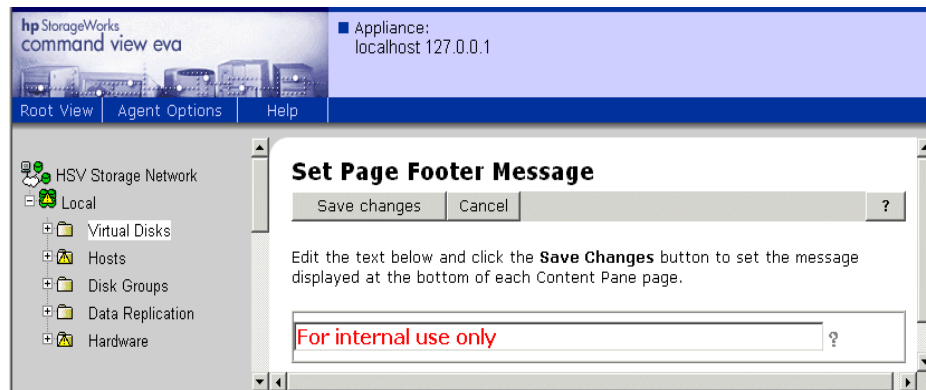 hp StorageWorks
command view eva
Appliance:
localhost 127.0.0.1
Root View Agent Options Help
HSV Storage Network
Local
Virtual Disks
Hosts
Disk Groups
Data Replication
Hardware
Set Page Footer Message
Save changes Cancel ?
Edit the text below and click the Save Changes button to set the message
displayed at the bottom of each Content Pane page.
For internal use only ?